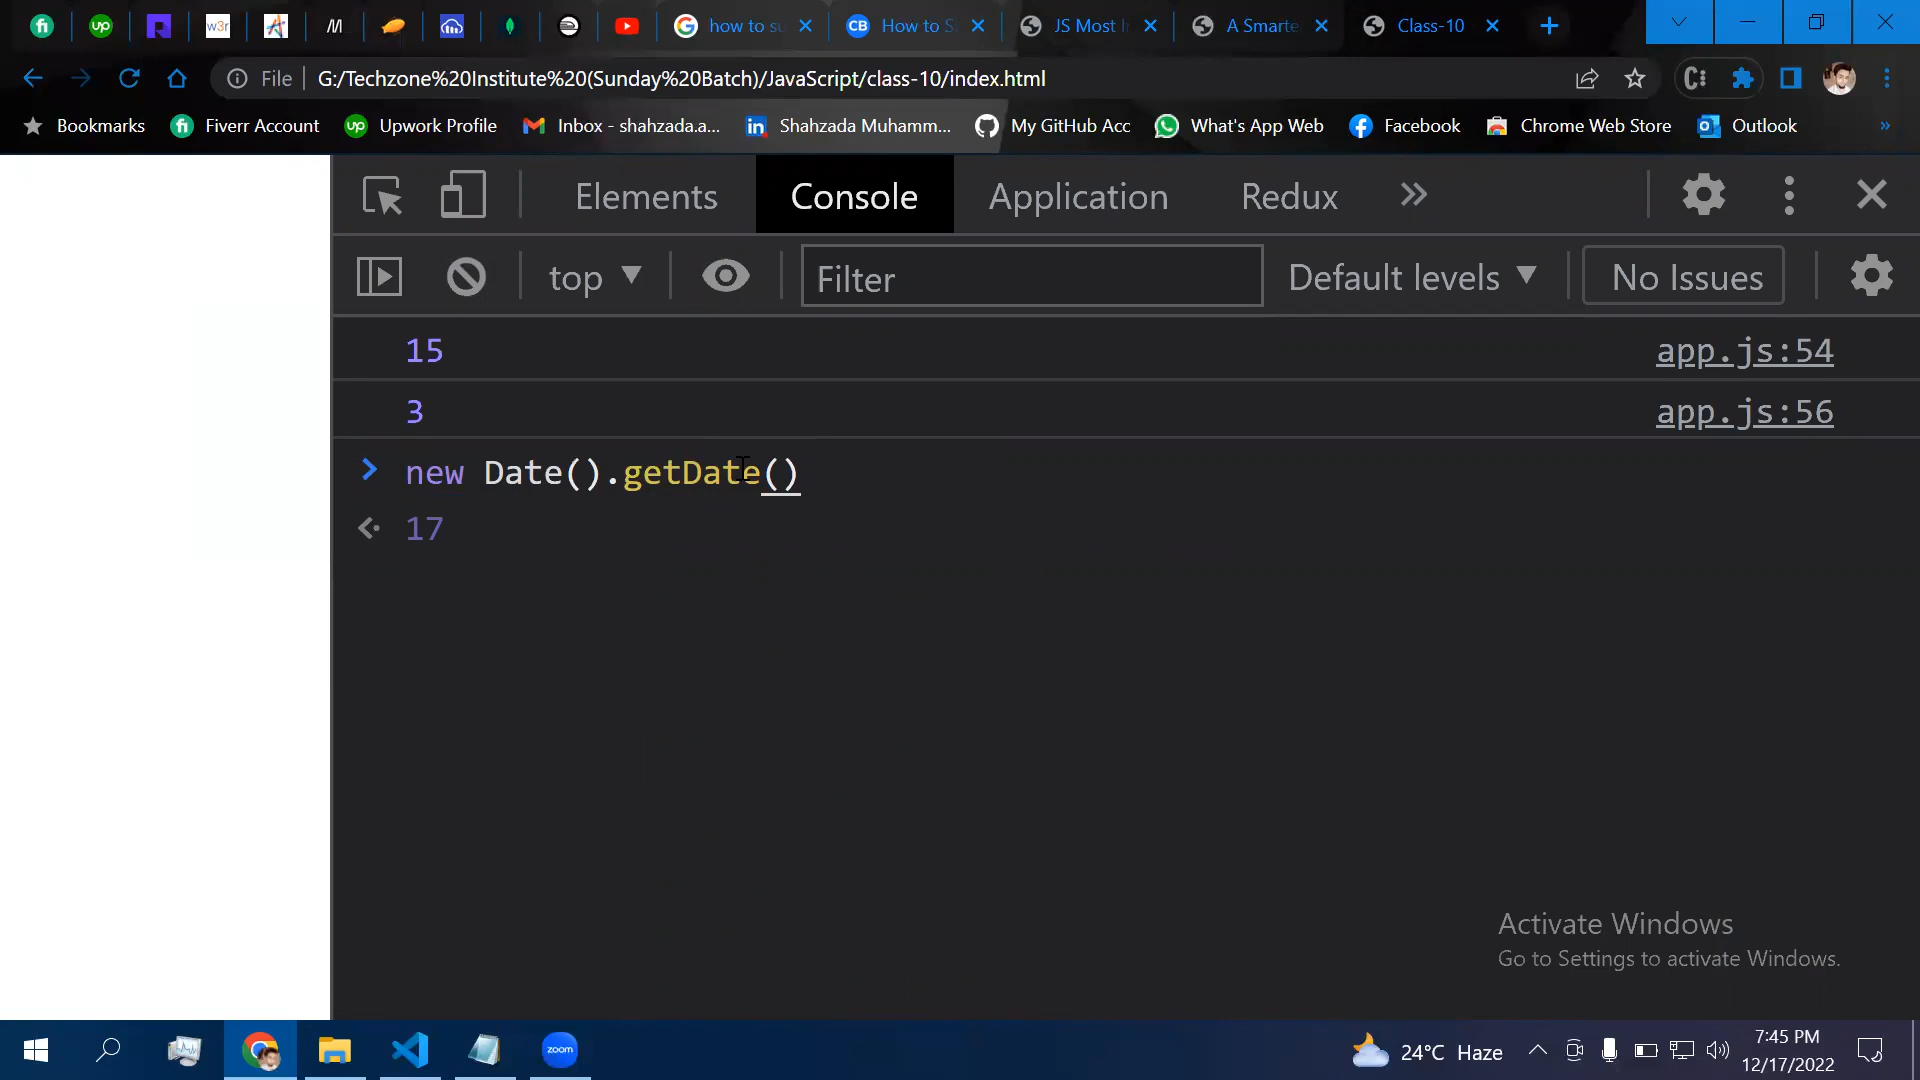 how to su
CB How to S
JS Most I
A Smarte
Class-10
File G:/Techzone%20Institute%20(Sunday%20Batch)/JavaScript/class-10/index.html
Bookmarks
Fiverr Account
Upwork Profile
Inbox - shahzada.a...
Shahzada Muhamm...
My GitHub Acc
What's App Web
Facebook
Chrome Web Store
Outlook
»
Elements
Console
Application
Redux
top
Filter
Default levels
No Issues
15 app.js:54
3 app.js:56
new Date().getDate()
17
Activate Windows
Go to Settings to activate Windows.
zoom
24°C Haze
7:45 PM
12/17/2022